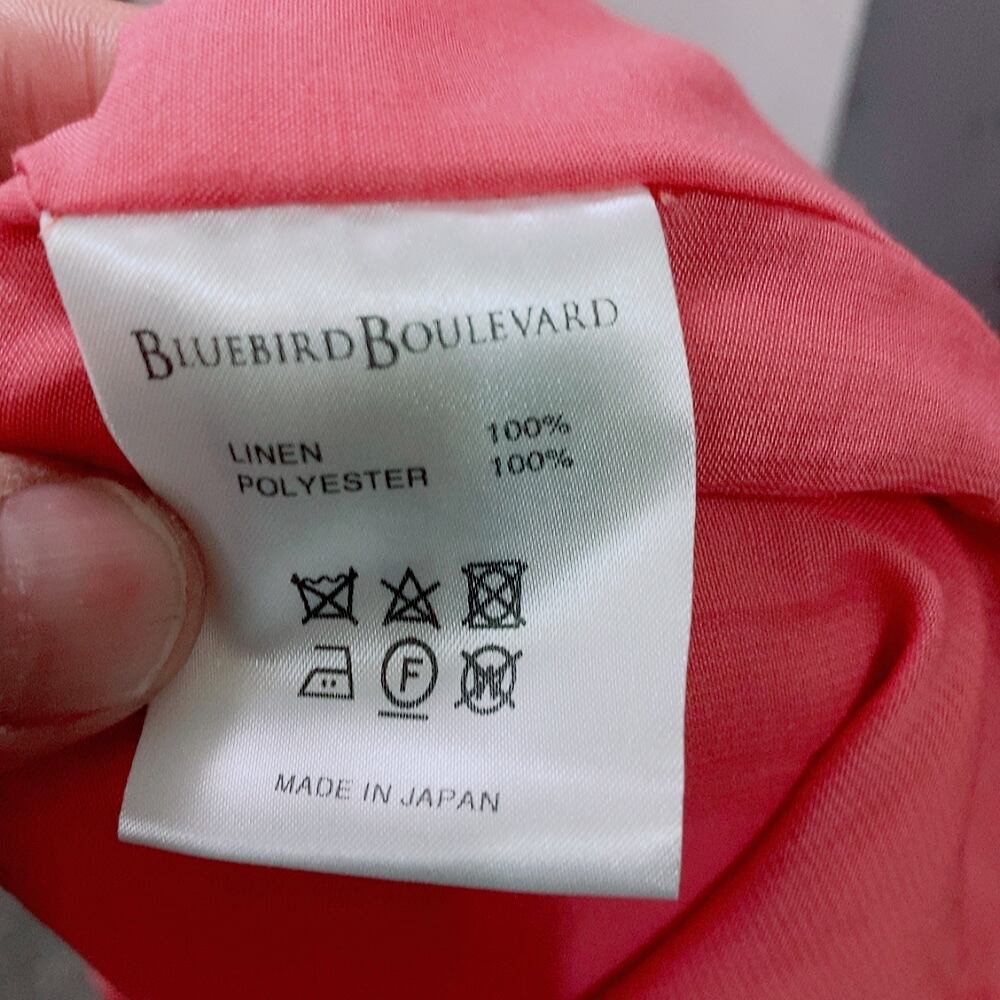 BLUEBIRD BOULEVARD
LINEN 100%
POLYESTER 100%
F
W
MADE IN JAPAN